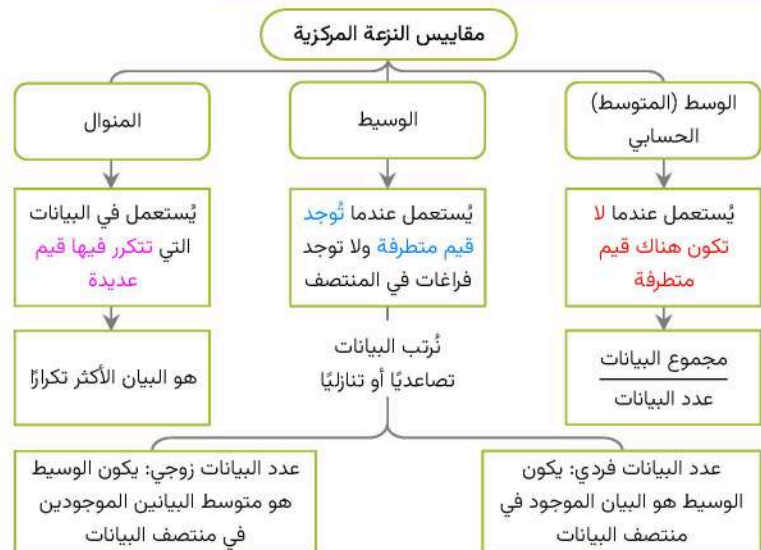 مقاييس النزعة المركزية
الوسط (المتوسط)
الحسابي
الوسيط
المنوال
يُستعمل عندما لا
تكون هناك قيم
متطرفة
يُستعمل عندما تُوجد
قيم متطرفة ولا توجد
فراغات في المنتصف
يُستعمل في البيانات
التي تتكرر فيها قيم
عديدة
مجموع البيانات
عدد البيانات
نُرتب البيانات
تصاعديًا أو تنازليًا
هو البيان الأكثر تكرارًا
عدد البيانات فردي: يكون
الوسيط هو البيان الموجود في
منتصف البيانات
عدد البيانات زوجي: يكون الوسيط
هو متوسط البيانين الموجودين
في منتصف البيانات